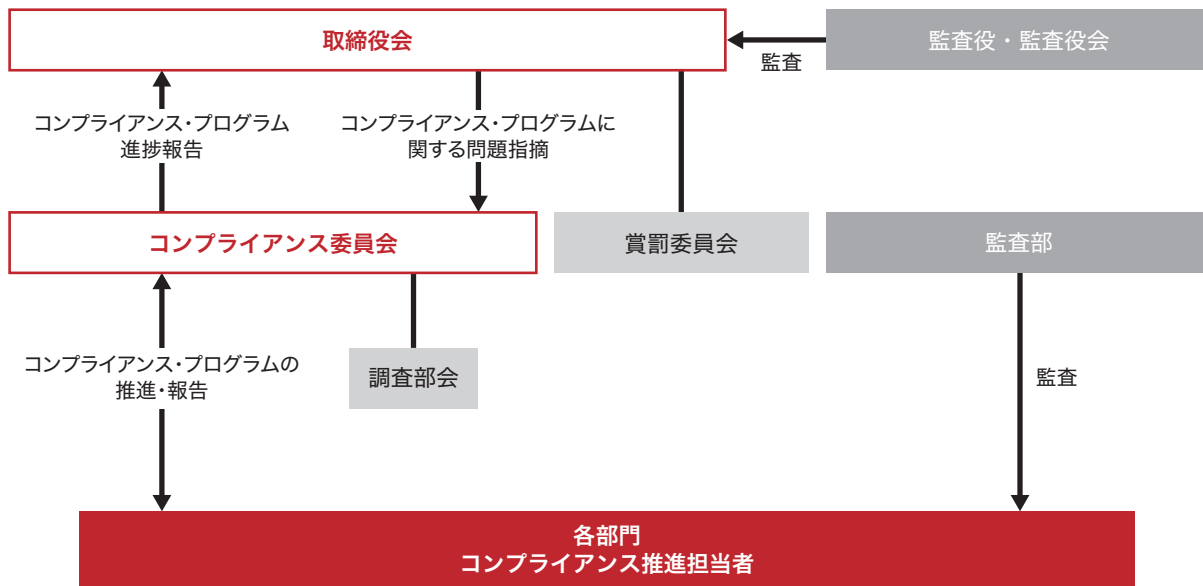 取締役会
監査役・監査役会
監査
コンプライアンス・プログラム
進捗報告
コンプライアンス・プログラムに
関する問題指摘
コンプライアンス委員会
賞罰委員会
監査部
コンプライアンス・プログラムの
推進・報告
調査部会
監査
各部門
コンプライアンス推進担当者